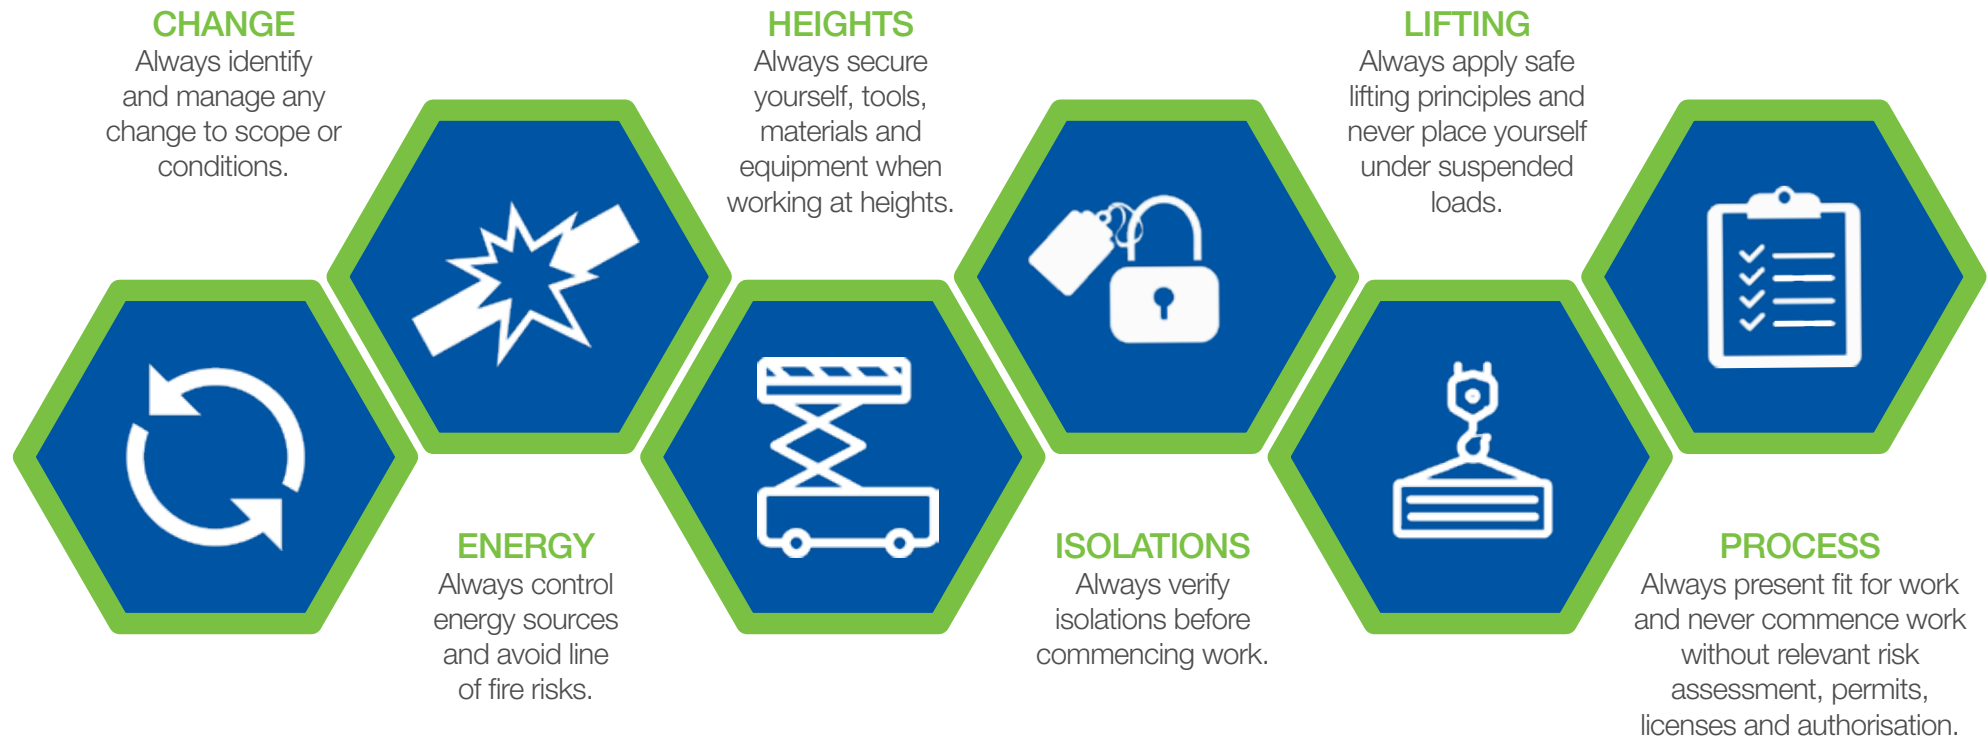 CHANGE
Always identify
and manage any
change to scope or
conditions.
ENERGY
Always control
energy sources
and avoid line
of fire risks.
HEIGHTS
Always secure
yourself, tools,
materials and
equipment when
working at heights.
ISOLATIONS
Always verify
isolations before
commencing work.
LIFTING
Always apply safe
lifting principles and
never place yourself
under suspended
loads.
PROCESS
Always present fit for work
and never commence work
without relevant risk
assessment, permits,
licenses and authorisation.